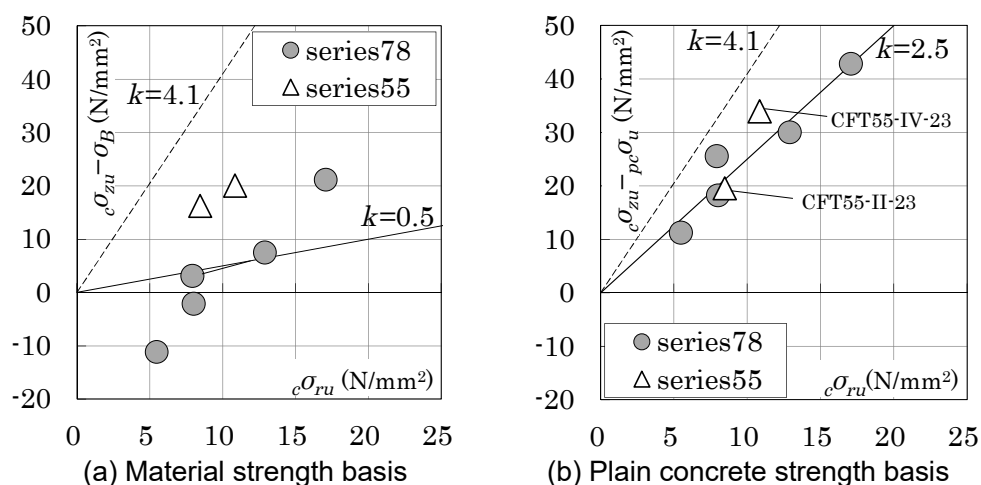 50
40
30
20
10
0
-10
-20
cσzu−σB (N/mm²)
k=4.1
series78
series55
k=0.5
cσru (N/mm²)
0 5 10 15 20 25
(a) Material strength basis
50
40
30
20
10
0
-10
-20
cσzu−pcσu (N/mm²)
k=4.1
k=2.5
CFT55-IV-23
CFT55-II-23
series78
series55
cσru (N/mm²)
0 5 10 15 20 25
(b) Plain concrete strength basis